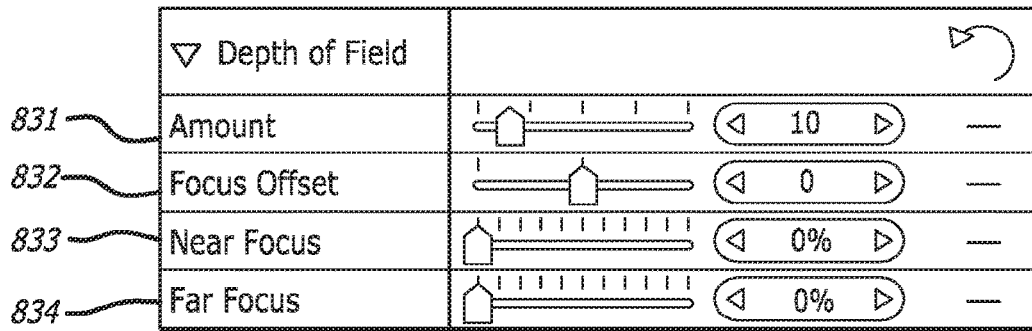 Depth of Field
831 Amount 10
832 Focus Offset 0
833 Near Focus 0%
834 Far Focus 0%